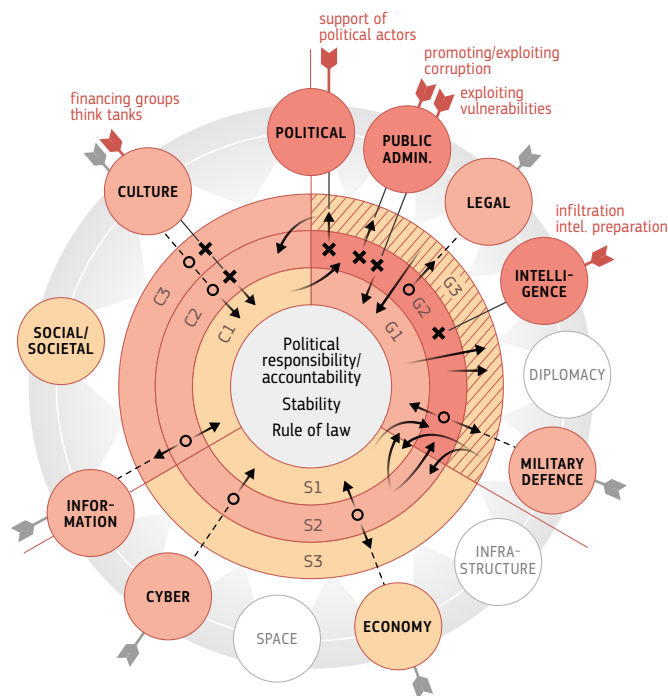 support of
political actors
promoting/exploiting
corruption
exploiting
vulnerabilities
financing groups
think tanks
POLITICAL
PUBLIC
ADMIN.
CULTURE
LEGAL
infiltration
intel. preparation
INTELLI-
GENCE
SOCIAL/
SOCIETAL
DIPLOMACY
MILITARY
DEFENCE
INFOR-
MATION
INFRA-
STRUCTURE
CYBER
SPACE
ECONOMY
C3
C2
C1
G1
G2
G3
Political
responsibility/
accountability
Stability
Rule of law
S1
S2
S3